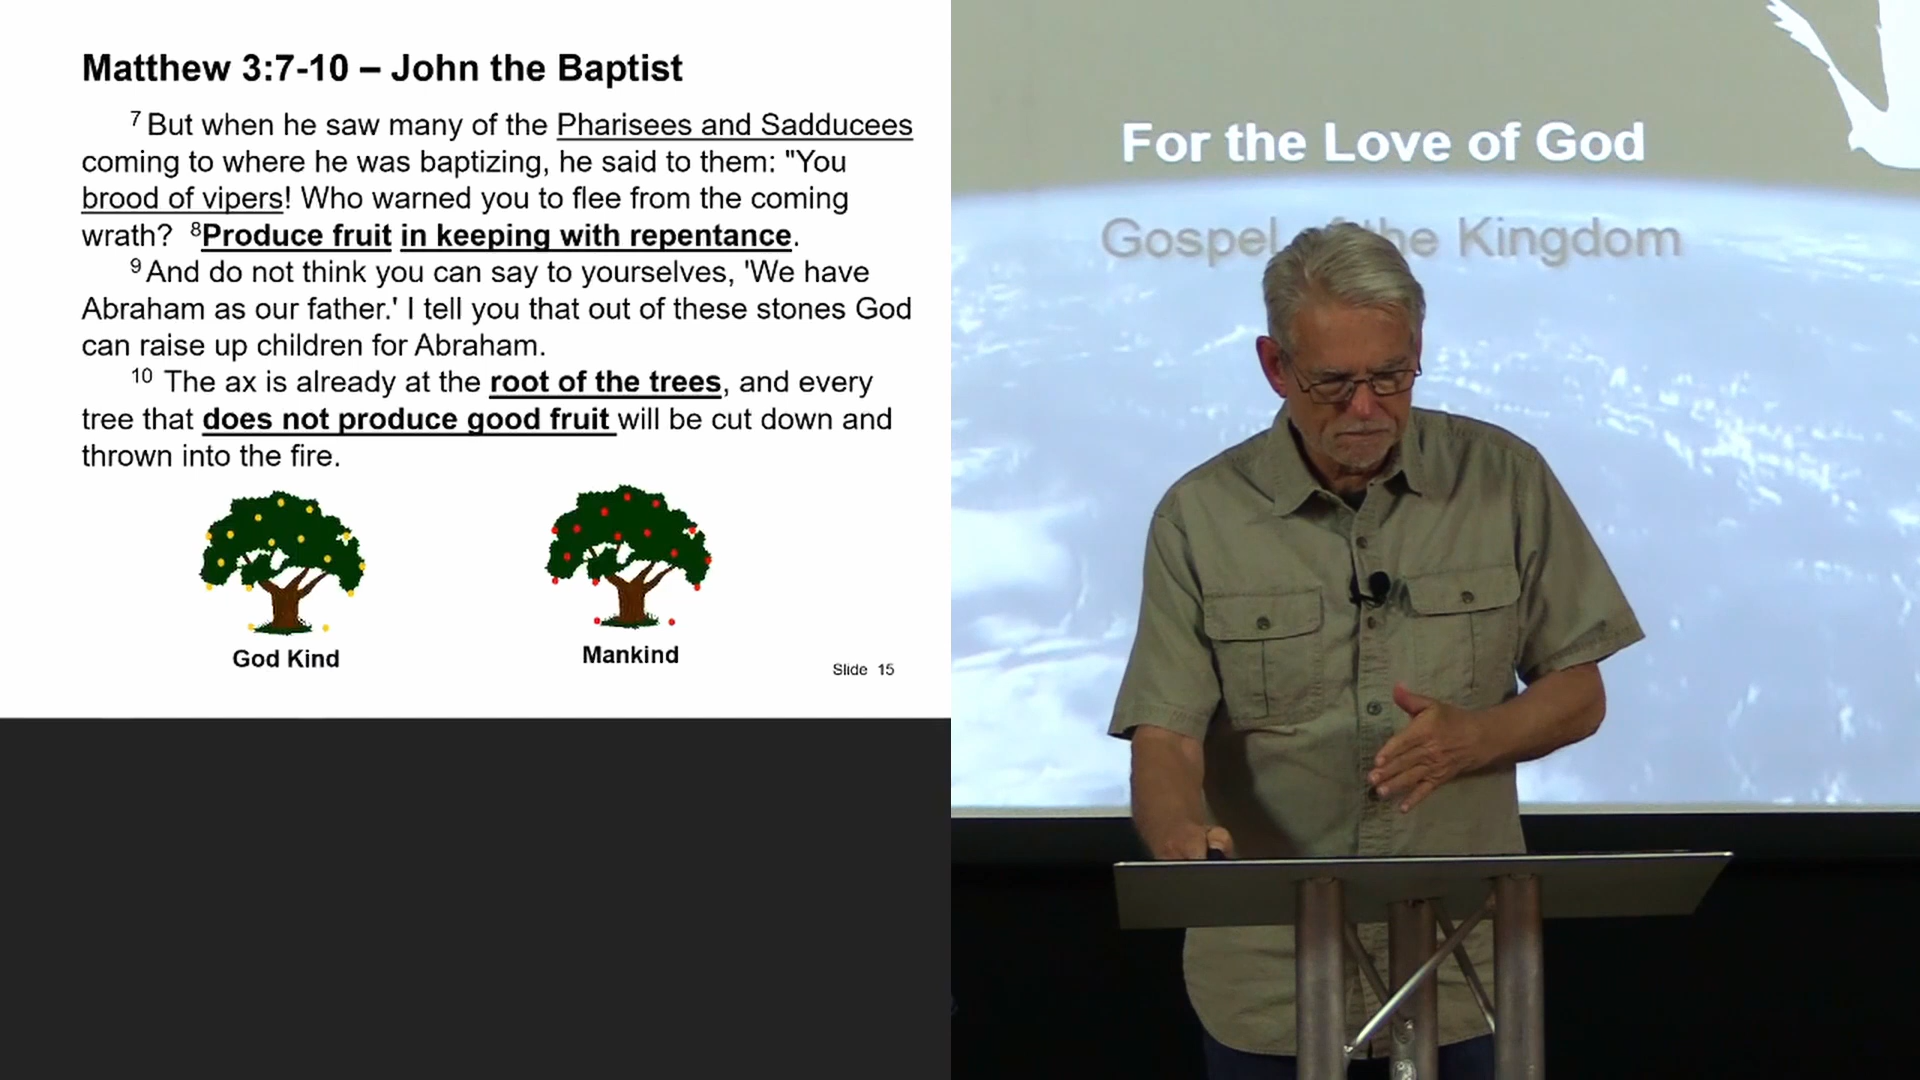 Matthew 3:7-10 – John the Baptist
7 But when he saw many of the Pharisees and Sadducees
coming to where he was baptizing, he said to them: "You
brood of vipers! Who warned you to flee from the coming
wrath? 8Produce fruit in keeping with repentance.
9 And do not think you can say to yourselves, 'We have
Abraham as our father.' I tell you that out of these stones God
can raise up children for Abraham.
10 The ax is already at the root of the trees, and every
tree that does not produce good fruit will be cut down and
thrown into the fire.
God Kind
Mankind
Slide 15
For the Love of God
Gospel of the Kingdom